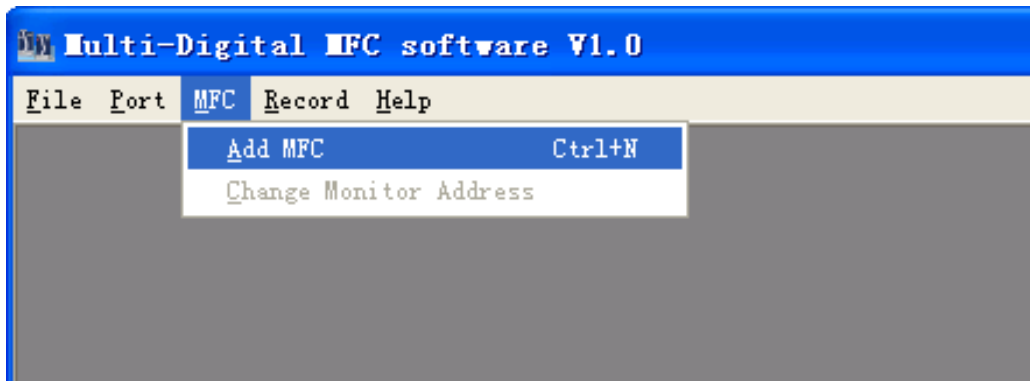 Multi-Digital MFC software V1.0
File Port MFC Record Help
Add MFC Ctrl+N
Change Monitor Address